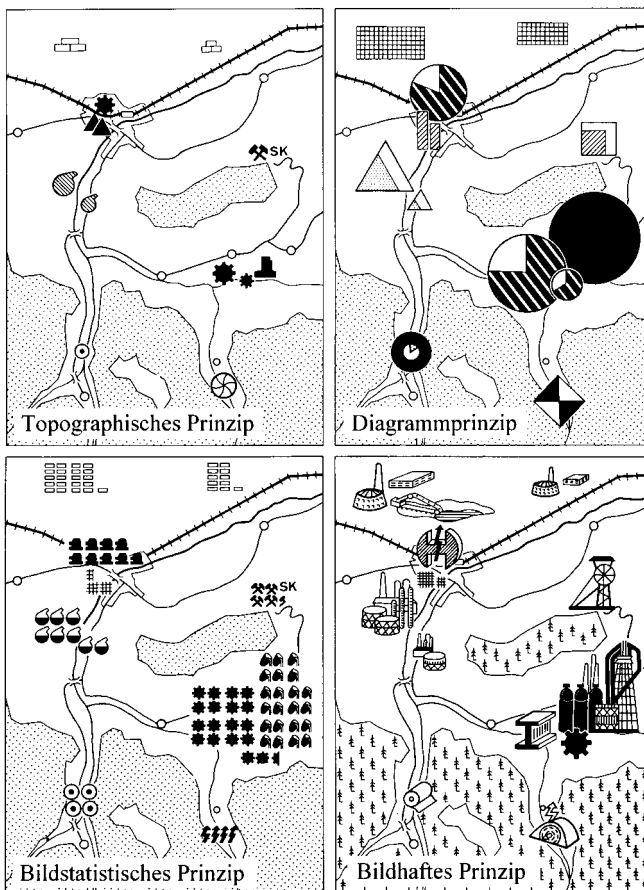 SK
Topographisches Prinzip
Diagrammprinzip
SK
Bildstatistisches Prinzip
Bildhaftes Prinzip